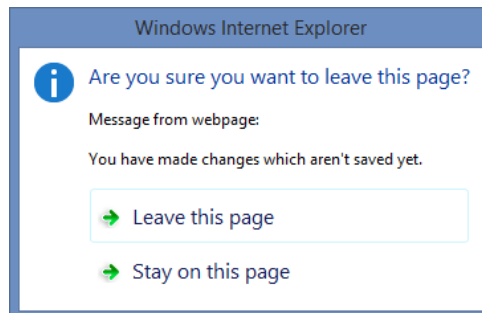 Windows Internet Explorer
Are you sure you want to leave this page?
Message from webpage:
You have made changes which aren't saved yet.
Leave this page
Stay on this page